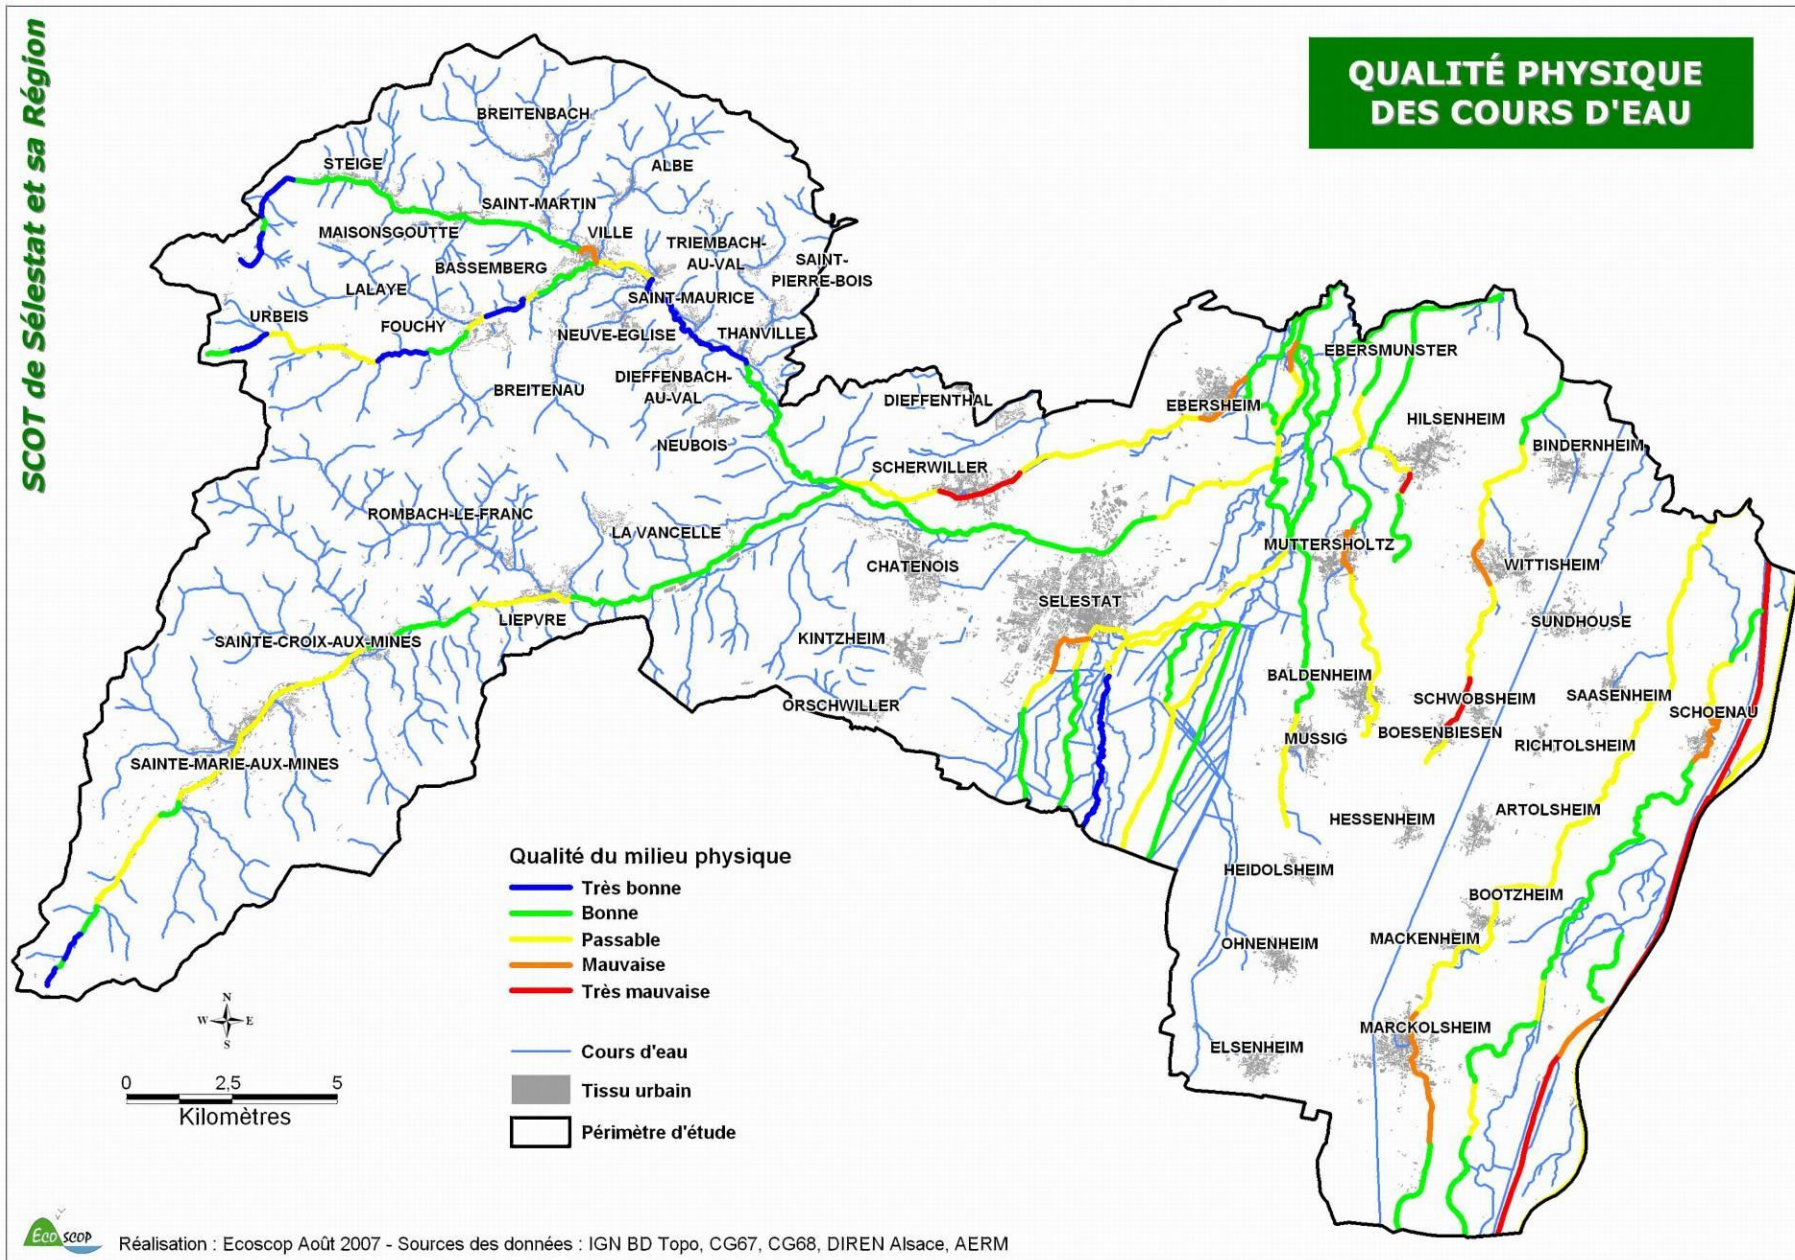 SCOT de Sélestat et sa Région
QUALITÉ PHYSIQUE
DES COURS D'EAU
BREITENBACH
STEIGE
ALBE
SAINT-MARTIN
MAISONSGOUTTE
VILLE
TRIEMBACH-
AU-VAL
SAINT-
PIERRE-BOIS
BASSEMBERG
LALAYE
SAINT-MAURICE
URBEIS
FOUCHY
NEUVE-EGLISE
THANVILLE
BREITENAU
DIEFFENBACH-
AU-VAL
NEUBOIS
DIEFFENTHAL
EBERSHEIM
EBERSMUNSTER
HILSENHEIM
BINDERNHEIM
SCHERWILLER
ROMBACH-LE-FRANC
LA VANCELLE
CHATENOIS
MUTTERSHOLTZ
WITTISHEIM
SELESTAT
SUNDHOUSE
LIEPVRE
SAINTE-CROIX-AUX-MINES
KINTZHEIM
BALDENHEIM
SCHWOBSHEIM
SAASENHEIM
ORSCHWILLER
SCHOENAU
MUSSIG
BOESENBIESEN
RICHTOLSHEIM
SAINTE-MARIE-AUX-MINES
HESSENHEIM
ARTOLSHEIM
HEIDOLSHEIM
BOOTZHEIM
OHNENHEIM
MACKENHEIM
MARCKOLSHEIM
ELSENHEIM
Qualité du milieu physique
Très bonne
Bonne
Passable
Mauvaise
Très mauvaise
Cours d'eau
Tissu urbain
Périmètre d'étude
N
W E
S
0 2,5 5
Kilomètres
Eco SCOP
Réalisation : Ecoscop Août 2007 - Sources des données : IGN BD Topo, CG67, CG68, DIREN Alsace, AERM